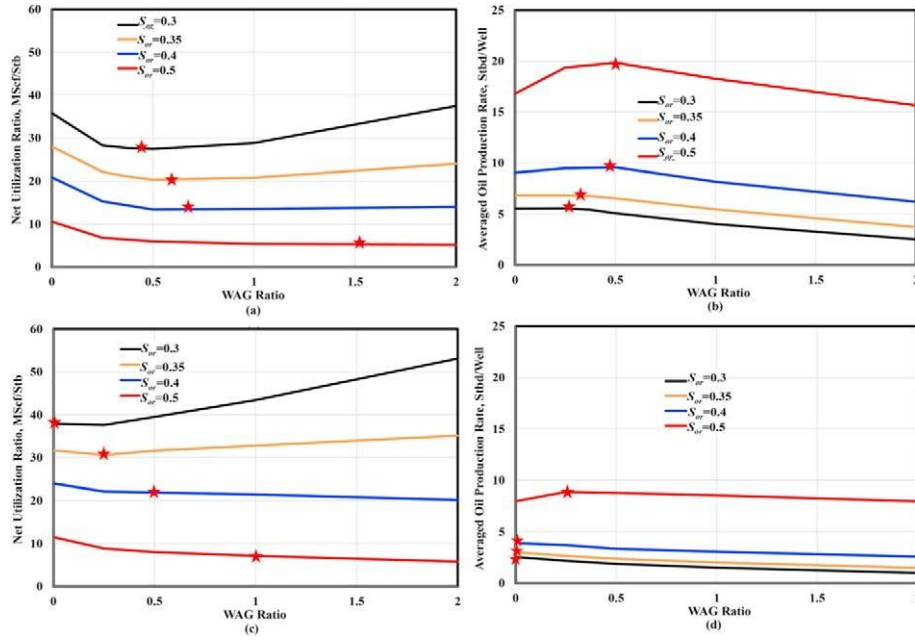 60
50
40
30
20
10
0
Net Utilization Ratio, MScf/Stb
Sor=0.3
Sor=0.35
Sor=0.4
Sor=0.5
0 0.5 1 1.5 2
WAG Ratio
(a)
25
20
15
10
5
0
Averaged Oil Production Rate, Stbd/Well
Sor=0.3
Sor=0.35
Sor=0.4
Sor=0.5
0 0.5 1 1.5 2
WAG Ratio
(b)
60
50
40
30
20
10
0
Net Utilization Ratio, MScf/Stb
Sor=0.3
Sor=0.35
Sor=0.4
Sor=0.5
0 0.5 1 1.5 2
WAG Ratio
(c)
25
20
15
10
5
0
Averaged Oil Production Rate, Stbd/Well
Sor=0.3
Sor=0.35
Sor=0.4
Sor=0.5
0 0.5 1 1.5 2
WAG Ratio
(d)